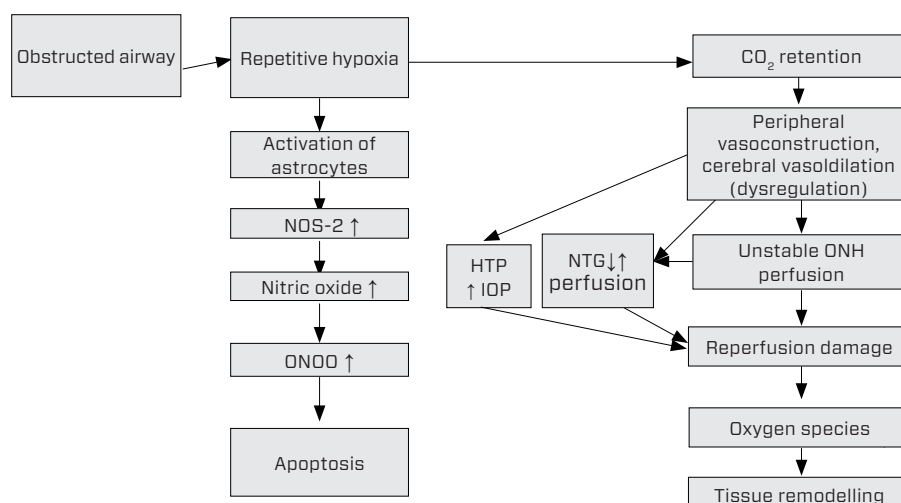 Obstructed airway
Repetitive hypoxia
CO₂ retention
Activation of
astrocytes
Peripheral
vasoconstruction,
cerebral vasoldilation
(dysregulation)
NOS-2 ↑
HTP
↑ IOP
NTG↓↑
perfusion
Unstable ONH
perfusion
Nitric oxide ↑
ONOO ↑
Reperfusion damage
Oxygen species
Apoptosis
Tissue remodelling